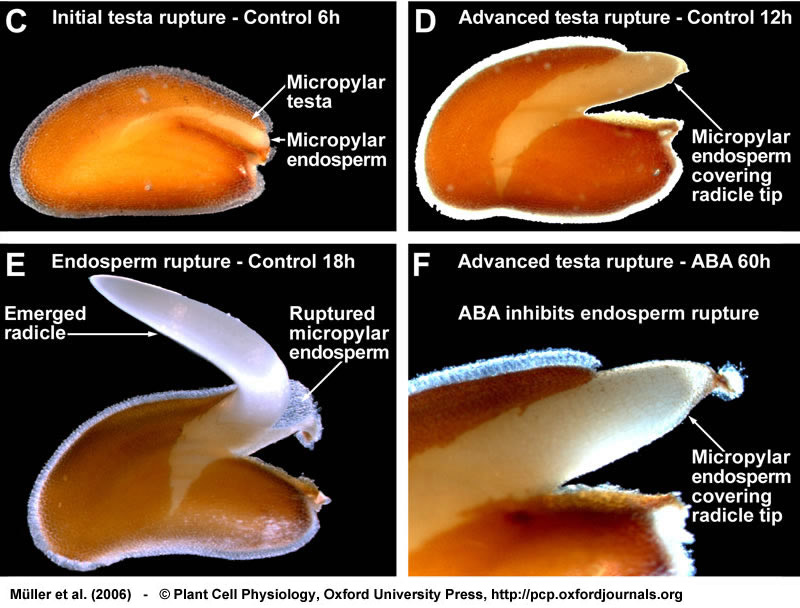 C
Initial testa rupture - Control 6h
Micropylar
testa
Micropylar
endosperm
D
Advanced testa rupture - Control 12h
Micropylar
endosperm
covering
radicle tip
E
Endosperm rupture - Control 18h
Emerged
radicle
Ruptured
micropylar
endosperm
F
Advanced testa rupture - ABA 60h
ABA inhibits endosperm rupture
Micropylar
endosperm
covering
radicle tip
Müller et al. (2006) - © Plant Cell Physiology, Oxford University Press, http://pcp.oxfordjournals.org